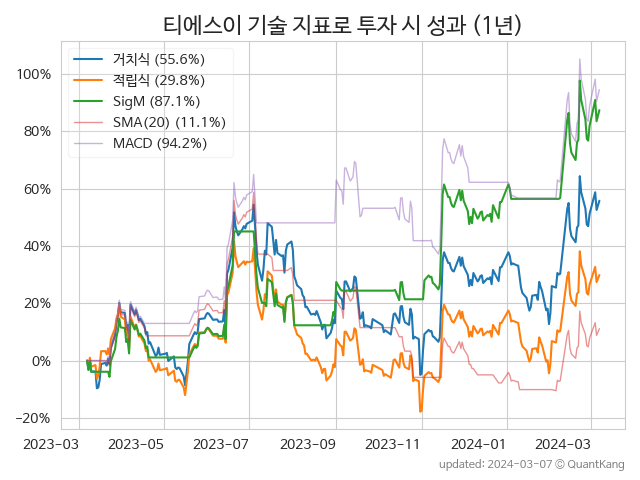 티에스이 기술 지표로 투자 시 성과 (1년)
거치식 (55.6%)
적립식 (29.8%)
SigM (87.1%)
SMA(20) (11.1%)
MACD (94.2%)
100%
80%
60%
40%
20%
0%
−20%
2023-03 2023-05 2023-07 2023-09 2023-11 2024-01 2024-03
updated: 2024-03-07 © QuantKang